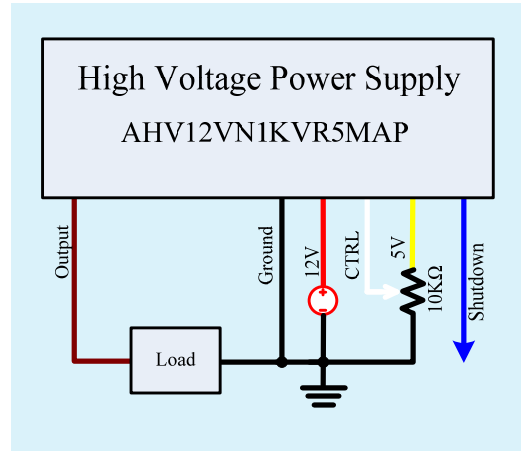 High Voltage Power Supply
AHV12VN1KVR5MAP
Output
Ground
12V
CTRL
5V
10KΩ
Shutdown
Load